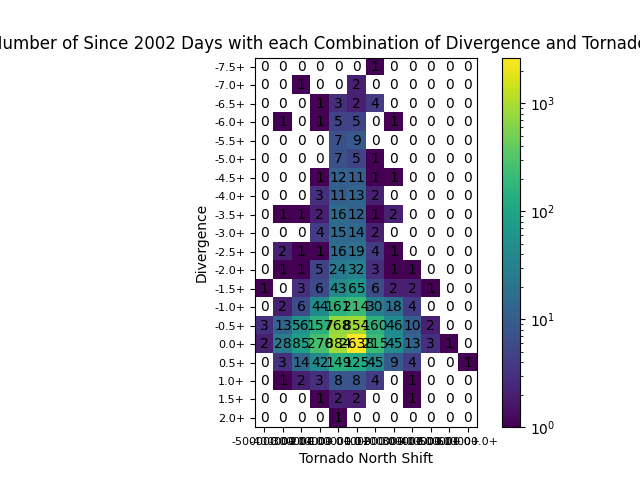 umber of Since 2002 Days with each Combination of Divergence and Tornado
-7.5+ 0 0 0 0 0 0 1 0 0 0 0 0
-7.0+ 0 0 1 0 0 2 0 0 0 0 0 0
-6.5+ 0 0 0 1 3 2 4 0 0 0 0 0
-6.0+ 0 1 0 1 5 5 0 1 0 0 0 0
-5.5+ 0 0 0 0 7 9 0 0 0 0 0 0
-5.0+ 0 0 0 0 7 5 1 0 0 0 0 0
-4.5+ 0 0 0 1 12 11 1 1 0 0 0 0
-4.0+ 0 0 0 3 11 13 2 0 0 0 0 0
-3.5+ 0 1 1 2 16 12 1 2 0 0 0 0
-3.0+ 0 0 0 4 15 14 2 0 0 0 0 0
-2.5+ 0 2 1 1 16 19 4 1 0 0 0 0
-2.0+ 0 1 1 5 24 32 3 1 1 0 0 0
-1.5+ 1 0 3 6 43 65 6 2 2 1 0 0
-1.0+ 0 2 6 44 161 214 30 18 4 0 0 0
-0.5+ 3 13 56 157 768 854 160 46 10 2 0 0
0.0+ 2 28 85 45 13 3 1 0
0.5+ 0 3 14 42 149 125 45 9 4 0 0 1
1.0+ 0 1 2 3 8 8 4 0 1 0 0 0
1.5+ 0 0 0 1 2 2 0 0 1 0 0 0
2.0+ 0 0 0 0 1 0 0 0 0 0 0 0
Divergence
Tornado North Shift
10³
10²
10¹
10⁰